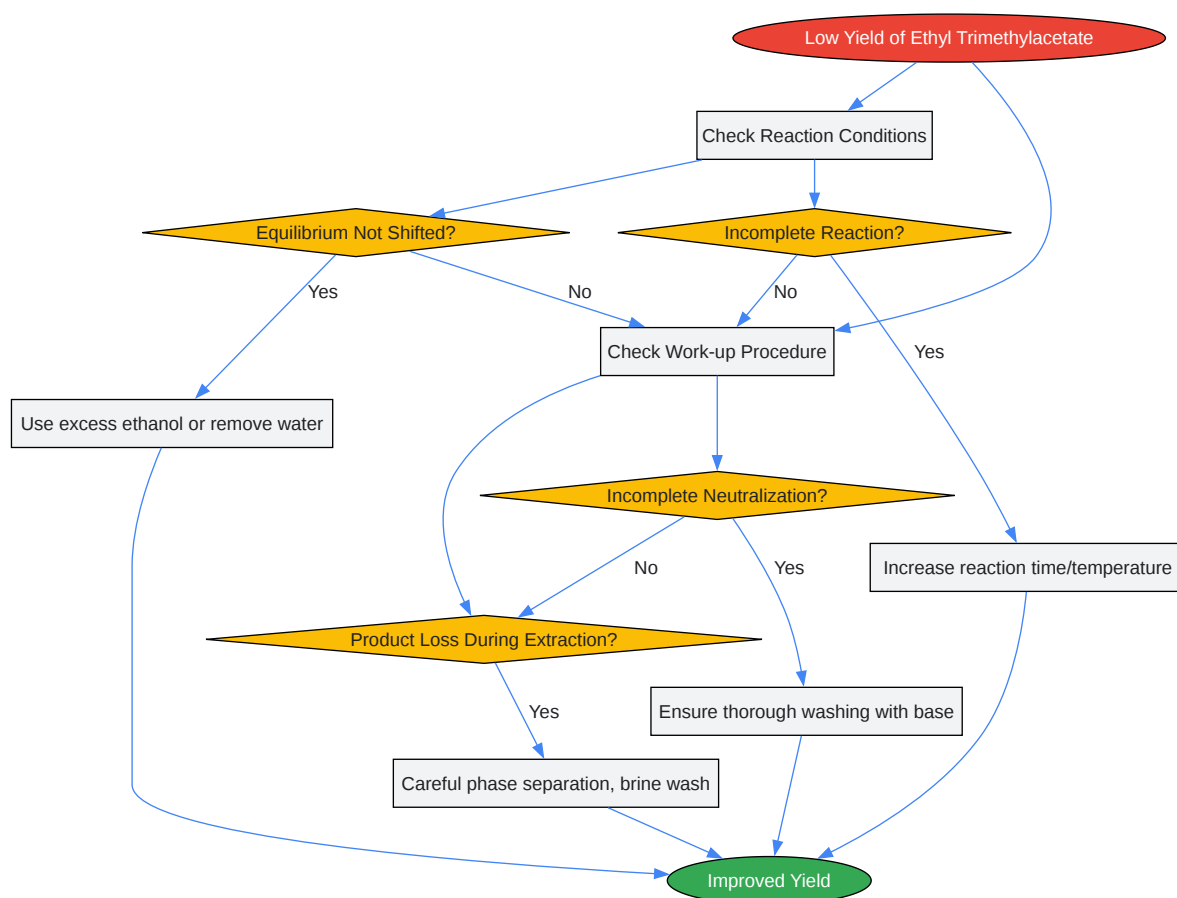 Low Yield of Ethyl Trimethylacetate
Check Reaction Conditions
Equilibrium Not Shifted?
Incomplete Reaction?
Yes
No
No
Check Work-up Procedure
Yes
Use excess ethanol or remove water
Incomplete Neutralization?
No
Yes
Increase reaction time/temperature
Product Loss During Extraction?
Yes
Ensure thorough washing with base
Careful phase separation, brine wash
Improved Yield